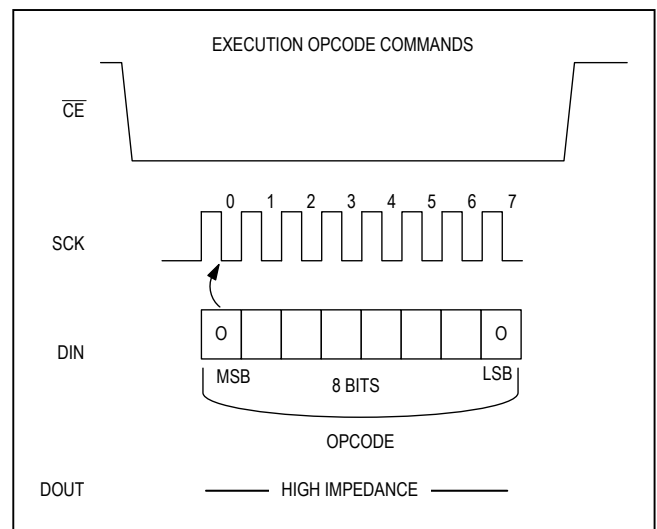 EXECUTION OPCODE COMMANDS
CE
0 1 2 3 4 5 6 7
SCK
DIN
O O
MSB 8 BITS LSB
OPCODE
DOUT HIGH IMPEDANCE